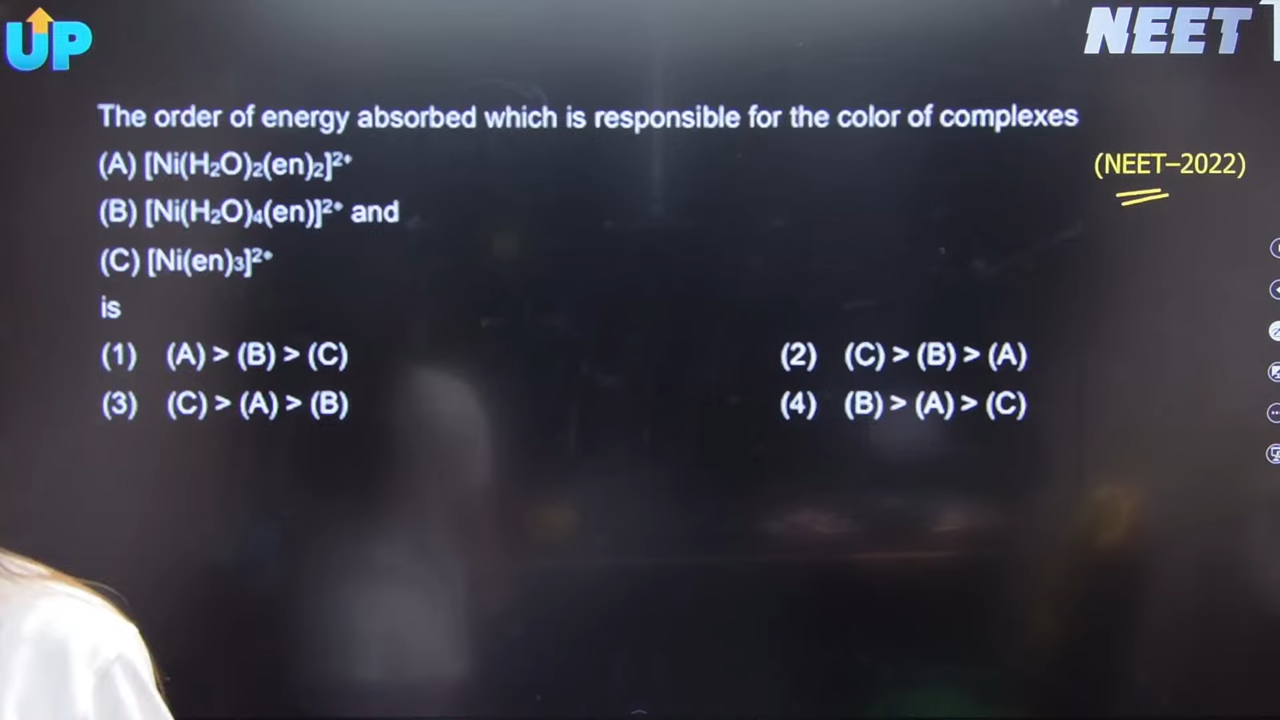 UP
NEET
The order of energy absorbed which is responsible for the color of complexes
(A) [Ni(H₂O)₂(en)₂]²⁺
(NEET–2022)
(B) [Ni(H₂O)₄(en)]²⁺ and
(C) [Ni(en)₃]²⁺
is
(1) (A) > (B) > (C)
(2) (C) > (B) > (A)
(3) (C) > (A) > (B)
(4) (B) > (A) > (C)